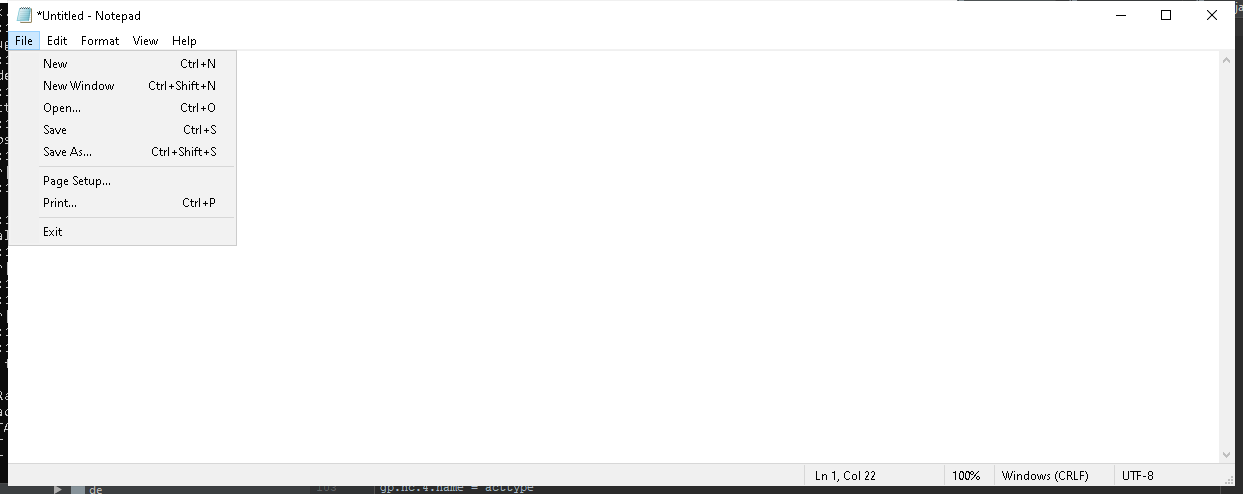 *Untitled - Notepad
File Edit Format View Help
New Ctrl+N
New Window Ctrl+Shift+N
Open... Ctrl+O
Save Ctrl+S
Save As... Ctrl+Shift+S
Page Setup...
Print... Ctrl+P
Exit
Ln 1, Col 22 100% Windows (CRLF) UTF-8
de 103 gp.nc.4.name = acctype